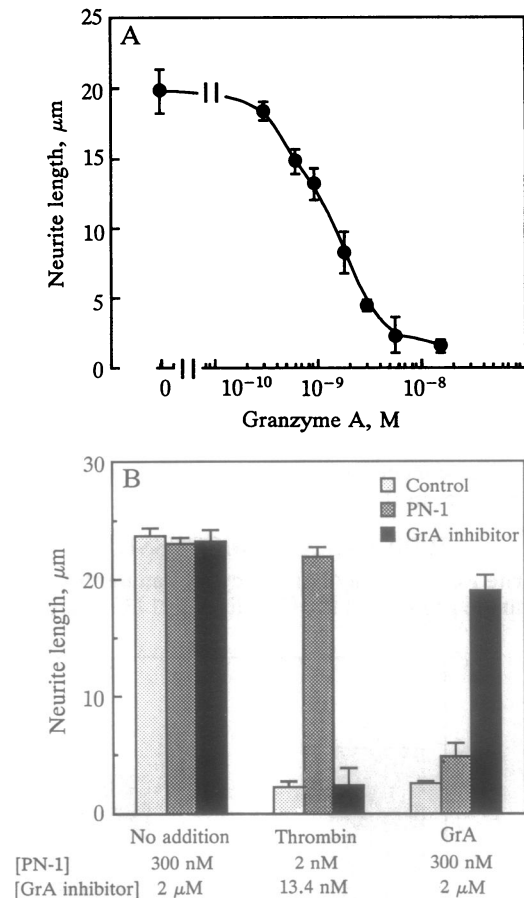 A
Neurite length, μm
25
20
15
10
5
0
0 10⁻¹⁰ 10⁻⁹ 10⁻⁸
Granzyme A, M
B
Neurite length, μm
30
20
10
0
Control
PN-1
GrA inhibitor
No addition Thrombin GrA
[PN-1] 300 nM 2 nM 300 nM
[GrA inhibitor] 2 μM 13.4 nM 2 μM